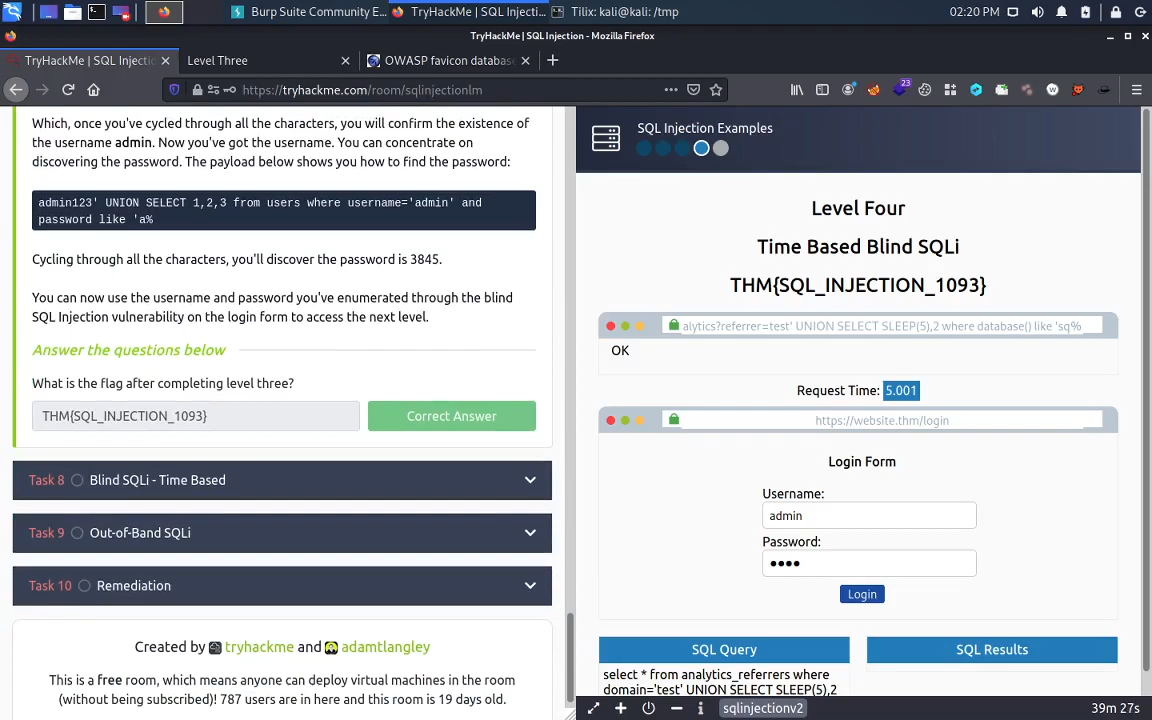 Burp Suite Community E...
TryHackMe | SQL Injecti...
Tilix: kali@kali: /tmp
02:20 PM
TryHackMe | SQL Injection - Mozilla Firefox
TryHackMe | SQL Injectio
Level Three
OWASP favicon databas
https://tryhackme.com/room/sqlinjectionlm
23
Which, once you've cycled through all the characters, you will confirm the existence of
the username admin. Now you've got the username. You can concentrate on
discovering the password. The payload below shows you how to find the password:
admin123' UNION SELECT 1,2,3 from users where username='admin' and
password like 'a%
Cycling through all the characters, you'll discover the password is 3845.
You can now use the username and password you've enumerated through the blind
SQL Injection vulnerability on the login form to access the next level.
Answer the questions below
What is the flag after completing level three?
THM{SQL_INJECTION_1093}
Correct Answer
Task 8 Blind SQLi - Time Based
Task 9 Out-of-Band SQLi
Task 10 Remediation
Created by tryhackme and adamtlangley
This is a free room, which means anyone can deploy virtual machines in the room
(without being subscribed)! 787 users are in here and this room is 19 days old.
SQL Injection Examples
Level Four
Time Based Blind SQLi
THM{SQL_INJECTION_1093}
alytics?referrer=test' UNION SELECT SLEEP(5),2 where database() like 'sq%
OK
Request Time: 5.001
https://website.thm/login
Login Form
Username:
admin
Password:
Login
SQL Query
SQL Results
select * from analytics_referrers where
domain='test' UNION SELECT SLEEP(5),2
sqlinjectionv2
39m 27s